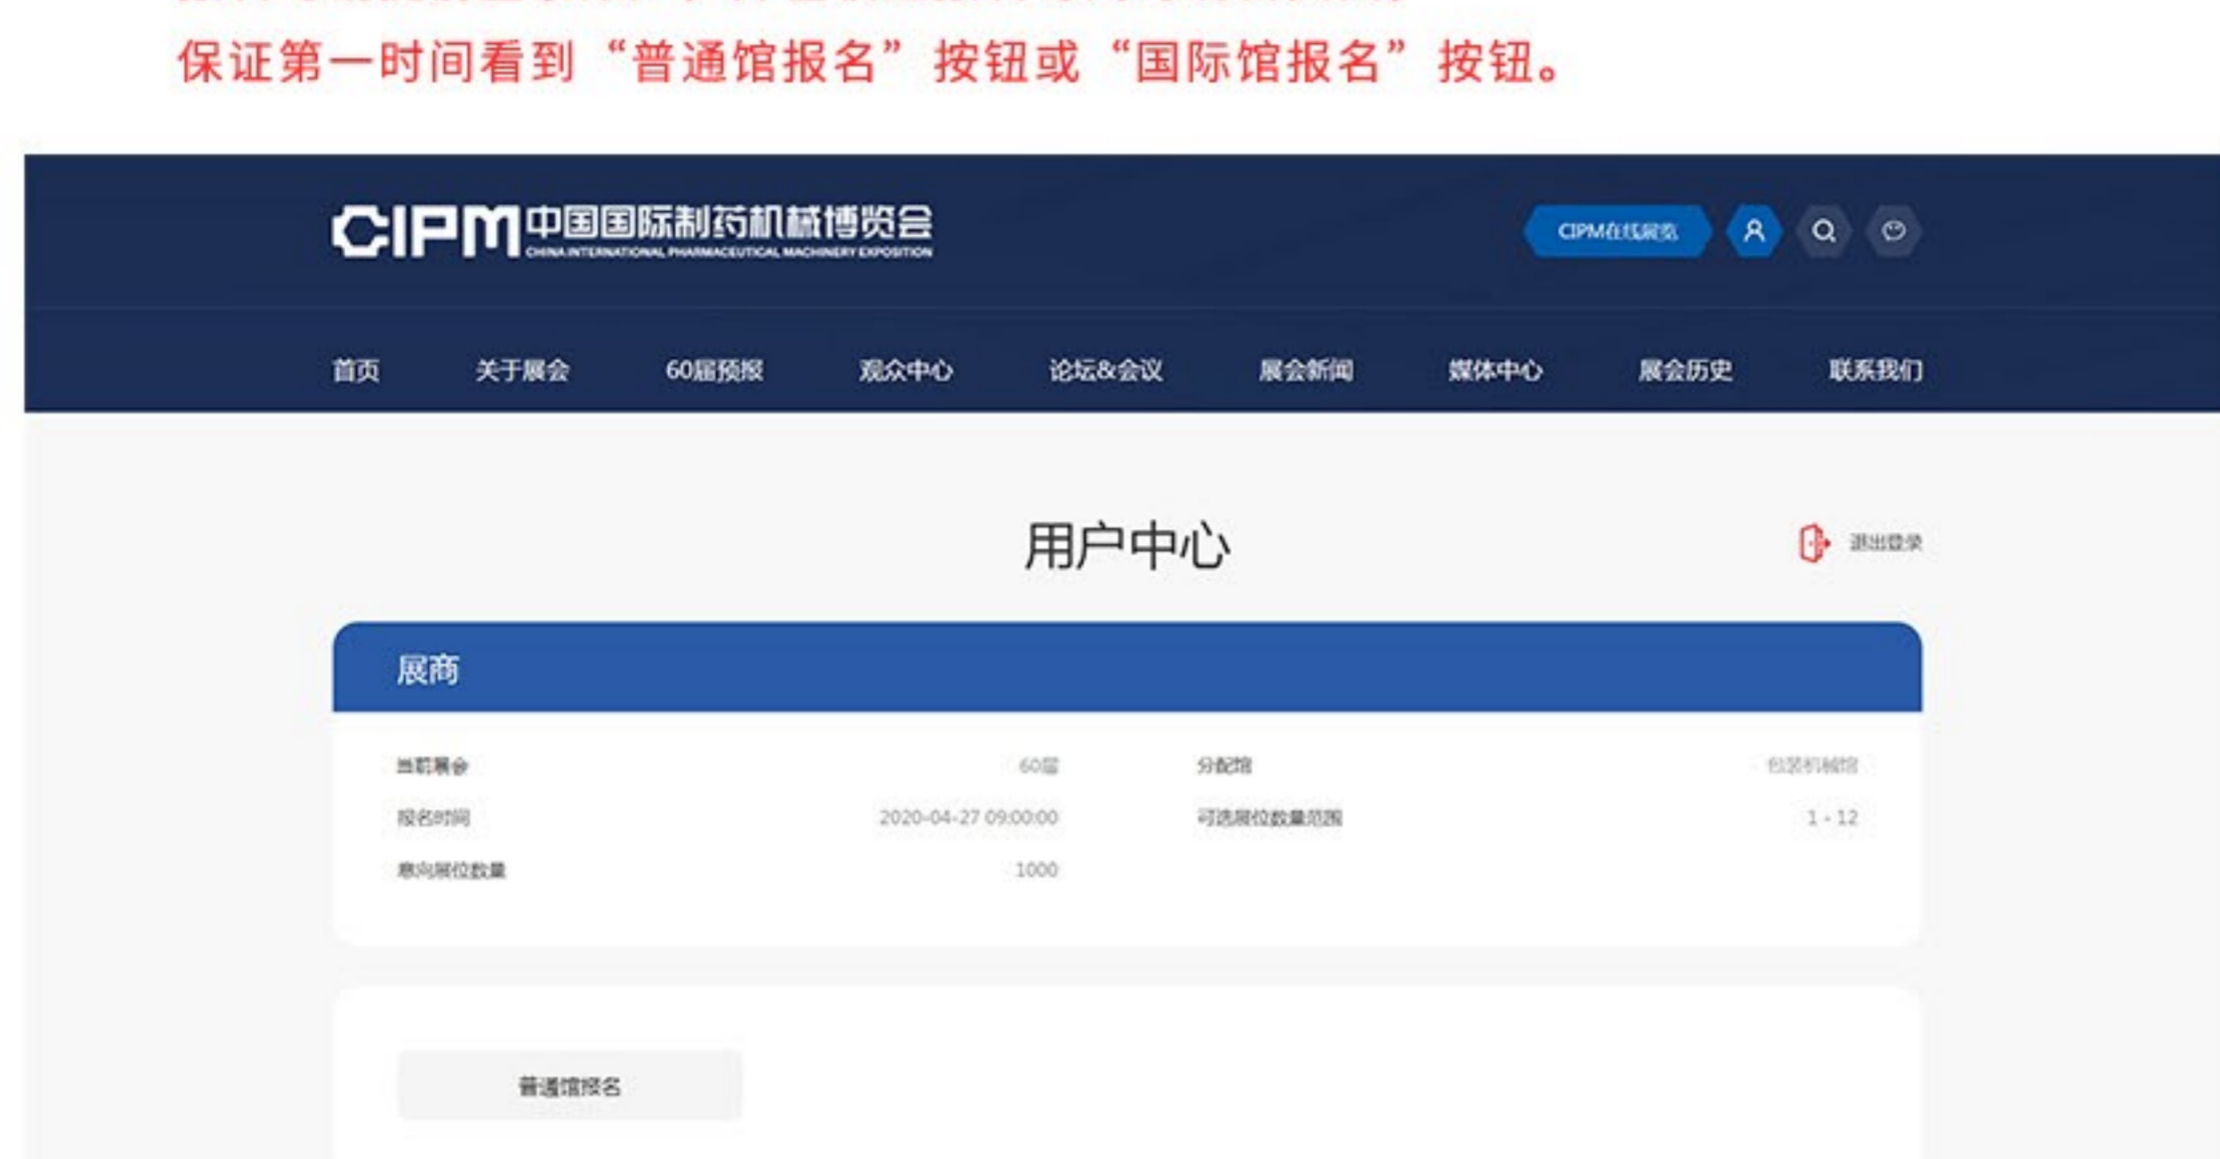 保证第一时间看到“普通馆报名”按钮或“国际馆报名”按钮。
CIPM中国国际制药机械博览会
CHINA INTERNATIONAL PHARMACEUTICAL MACHINERY EXPOSITION
CIPM在线展览
首页 关于展会 60届预报 观众中心 论坛&会议 展会新闻 媒体中心 展会历史 联系我们
用户中心
退出登录
展商
当前展会 60届 分配馆 包装机械馆
报名时间 2020-04-27 09:00:00 可选展位数量范围 1 - 12
意向展位数量 1000
普通馆报名